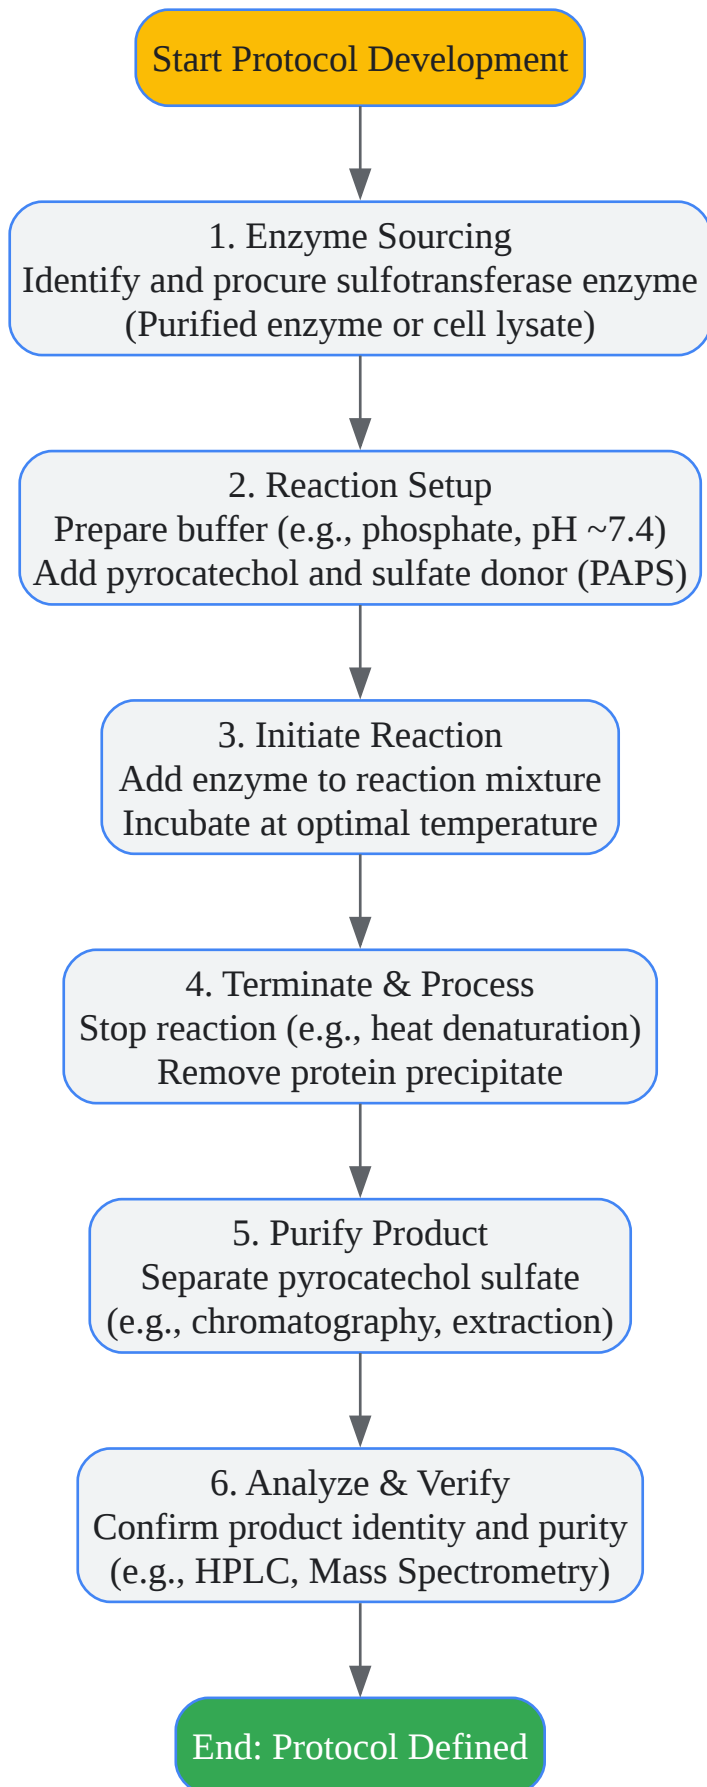 Start Protocol Development
1. Enzyme Sourcing
Identify and procure sulfotransferase enzyme
(Purified enzyme or cell lysate)
2. Reaction Setup
Prepare buffer (e.g., phosphate, pH ~7.4)
Add pyrocatechol and sulfate donor (PAPS)
3. Initiate Reaction
Add enzyme to reaction mixture
Incubate at optimal temperature
4. Terminate & Process
Stop reaction (e.g., heat denaturation)
Remove protein precipitate
5. Purify Product
Separate pyrocatechol sulfate
(e.g., chromatography, extraction)
6. Analyze & Verify
Confirm product identity and purity
(e.g., HPLC, Mass Spectrometry)
End: Protocol Defined